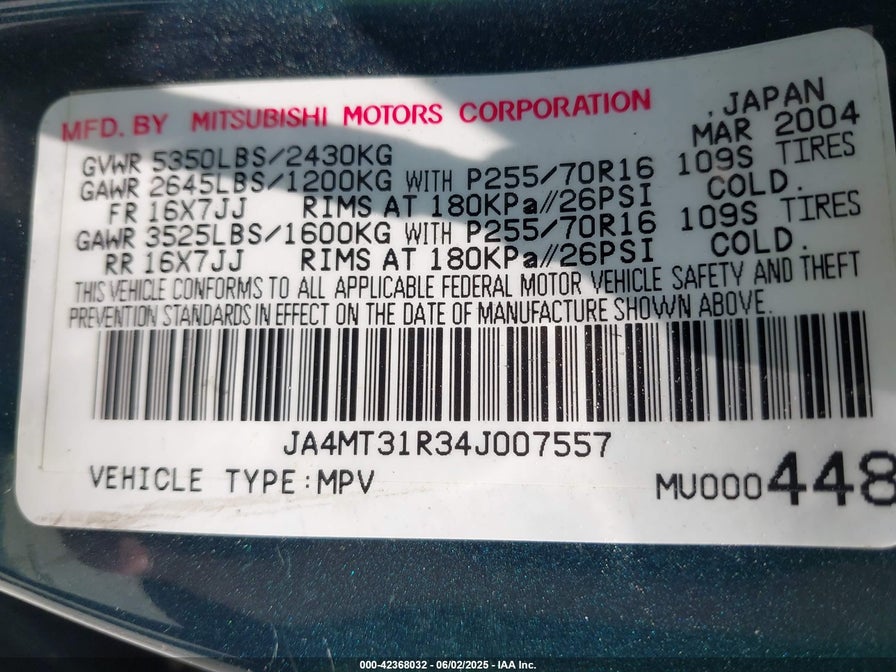 MFD. BY MITSUBISHI MOTORS CORPORATION , JAPAN
MAR 2004
GVWR 5350LBS/2430KG
GAWR 2645LBS/1200KG WITH P255/70R16 109S TIRES
FR 16X7JJ RIMS AT 180KPa//26PSI COLD.
GAWR 3525LBS/1600KG WITH P255/70R16 109S TIRES
RR 16X7JJ RIMS AT 180KPa//26PSI COLD.
THIS VEHICLE CONFORMS TO ALL APPLICABLE FEDERAL MOTOR VEHICLE SAFETY AND THEFT
PREVENTION STANDARDS IN EFFECT ON THE DATE OF MANUFACTURE SHOWN ABOVE.
JA4MT31R34J007557
VEHICLE TYPE:MPV MU000448
000-42368032 - 06/02/2025 - IAA Inc.